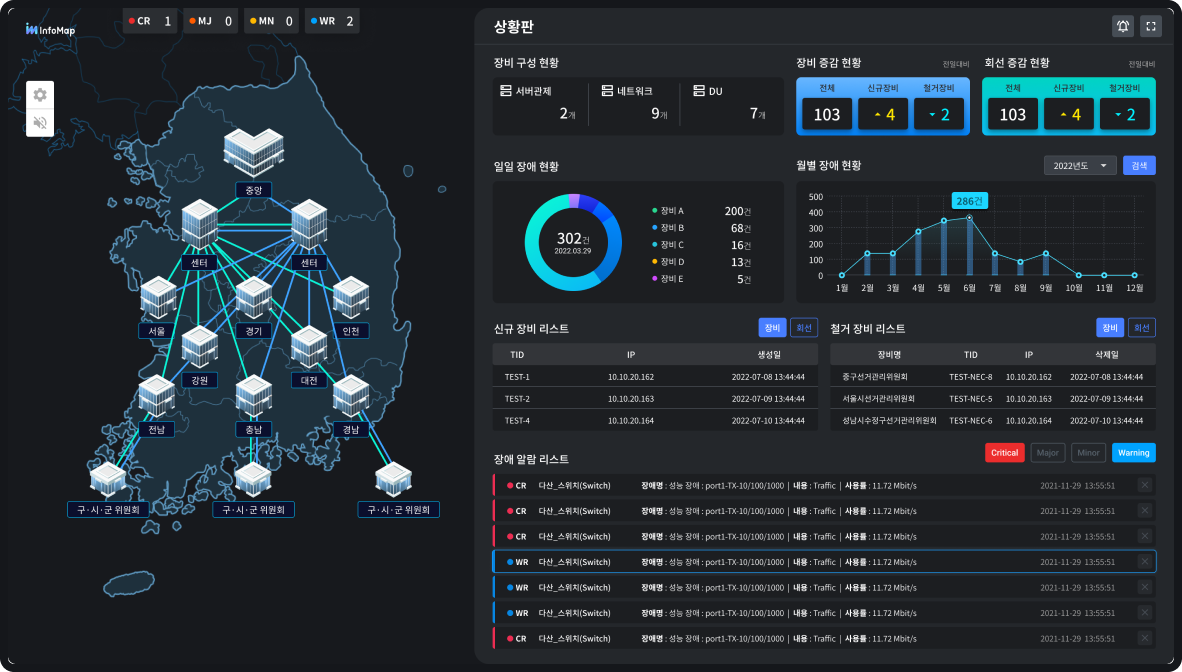 InfoMap
CR 1 MJ 0 MN 0 WR 2
중앙
센터 센터
서울 경기 인천
강원 대전
전남 충남 경남
구·시·군 위원회 구·시·군 위원회 구·시·군 위원회
상황판
장비 구성 현황
서버관제 네트워크 DU
2개 9개 7개
장비 증감 현황 전일대비
전체 신규장비 철거장비
103 4 2
회선 증감 현황 전일대비
전체 신규장비 철거장비
103 4 2
일일 장애 현황
302건
2022.03.29
장비 A 200건
장비 B 68건
장비 C 16건
장비 D 13건
장비 E 5건
월별 장애 현황 2022년도 검색
286건
500
400
300
200
100
0
1월 2월 3월 4월 5월 6월 7월 8월 9월 10월 11월 12월
신규 장비 리스트 장비 회선
TID IP 생성일
TEST-1 10.10.20.162 2022-07-08 13:44:44
TEST-2 10.10.20.163 2022-07-09 13:44:44
TEST-4 10.10.20.164 2022-07-10 13:44:44
철거 장비 리스트 장비 회선
장비명 TID IP 삭제일
중구선거관리위원회 TEST-NEC-8 10.10.20.162 2022-07-08 13:44:44
서울시선거관리위원회 TEST-NEC-5 10.10.20.163 2022-07-09 13:44:44
성남시수정구선거관리위원회 TEST-NEC-6 10.10.20.164 2022-07-10 13:44:44
장애 알람 리스트 Critical Major Minor Warning
CR 다산_스위치(Switch) 장애명 : 성능 장애 : port1-TX-10/100/1000 | 내용 : Traffic | 사용률 : 11.72 Mbit/s 2021-11-29 13:55:51
CR 다산_스위치(Switch) 장애명 : 성능 장애 : port1-TX-10/100/1000 | 내용 : Traffic | 사용률 : 11.72 Mbit/s 2021-11-29 13:55:51
CR 다산_스위치(Switch) 장애명 : 성능 장애 : port1-TX-10/100/1000 | 내용 : Traffic | 사용률 : 11.72 Mbit/s 2021-11-29 13:55:51
WR 다산_스위치(Switch) 장애명 : 성능 장애 : port1-TX-10/100/1000 | 내용 : Traffic | 사용률 : 11.72 Mbit/s 2021-11-29 13:55:51
WR 다산_스위치(Switch) 장애명 : 성능 장애 : port1-TX-10/100/1000 | 내용 : Traffic | 사용률 : 11.72 Mbit/s 2021-11-29 13:55:51
WR 다산_스위치(Switch) 장애명 : 성능 장애 : port1-TX-10/100/1000 | 내용 : Traffic | 사용률 : 11.72 Mbit/s 2021-11-29 13:55:51
CR 다산_스위치(Switch) 장애명 : 성능 장애 : port1-TX-10/100/1000 | 내용 : Traffic | 사용률 : 11.72 Mbit/s 2021-11-29 13:55:51